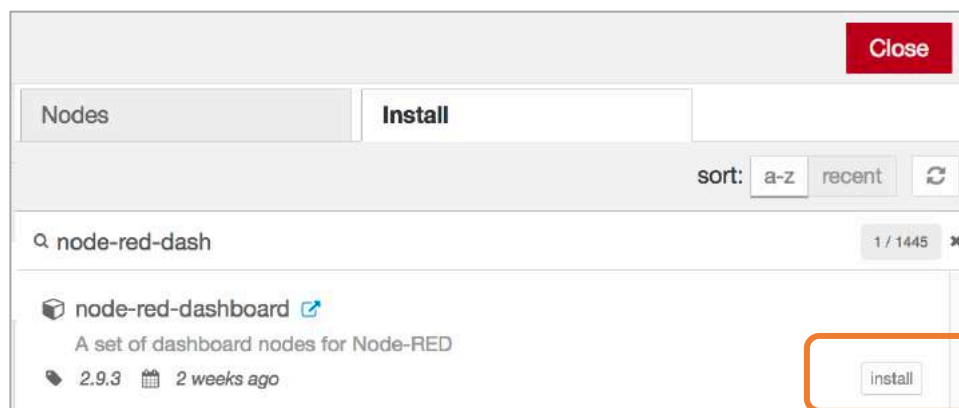 Close
Nodes Install
sort: a-z recent
node-red-dash 1 / 1445
node-red-dashboard
A set of dashboard nodes for Node-RED
2.9.3 2 weeks ago install